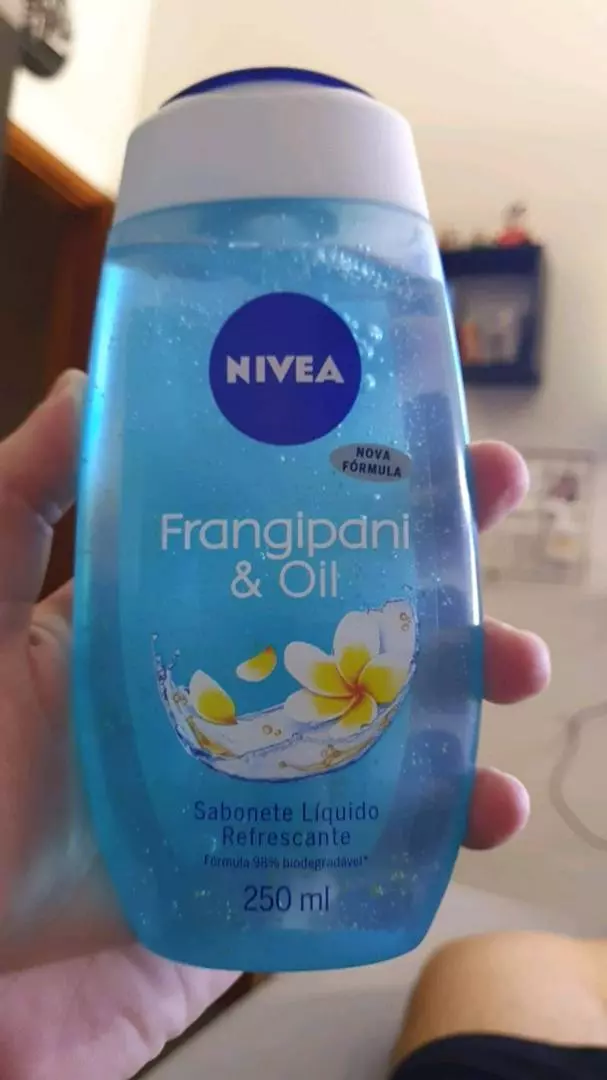 NIVEA
NOVA
FÓRMULA
Frangipani
& Oil
Sabonete Líquido
Refrescante
Fórmula 98% biodegradável*
250 ml